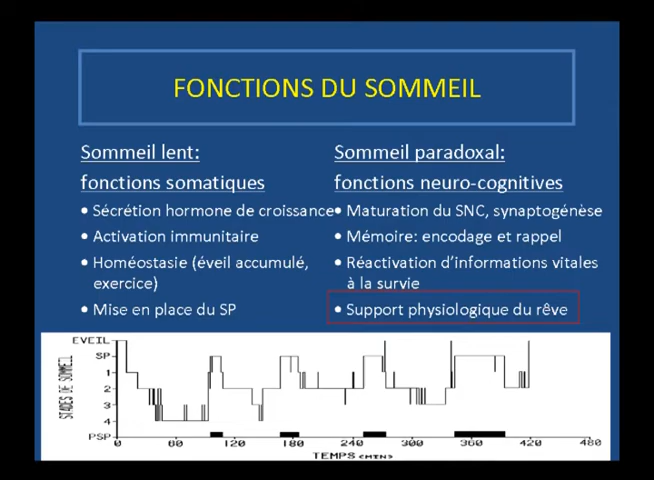 FONCTIONS DU SOMMEIL
Sommeil lent:
fonctions somatiques
• Sécrétion hormone de croissance
• Activation immunitaire
• Homéostasie (éveil accumulé,
exercice)
• Mise en place du SP
Sommeil paradoxal:
fonctions neuro-cognitives
• Maturation du SNC, synaptogénèse
• Mémoire: encodage et rappel
• Réactivation d’informations vitales
à la survie
• Support physiologique du rêve
STADES DE SOMMEIL
EVEIL
SP
1
2
3
4
PSP
0 60 120 180 240 300 360 420 480
TEMPS (MIN)